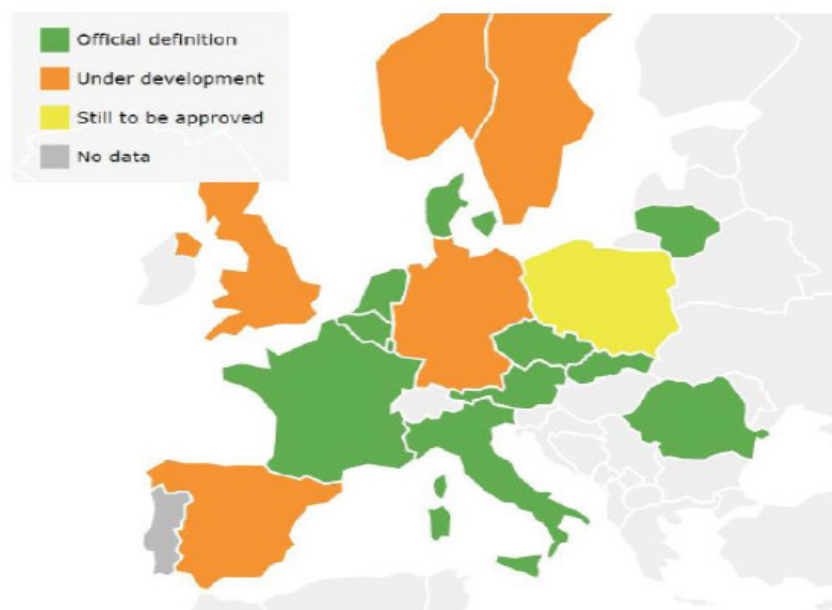 Official definition
Under development
Still to be approved
No data